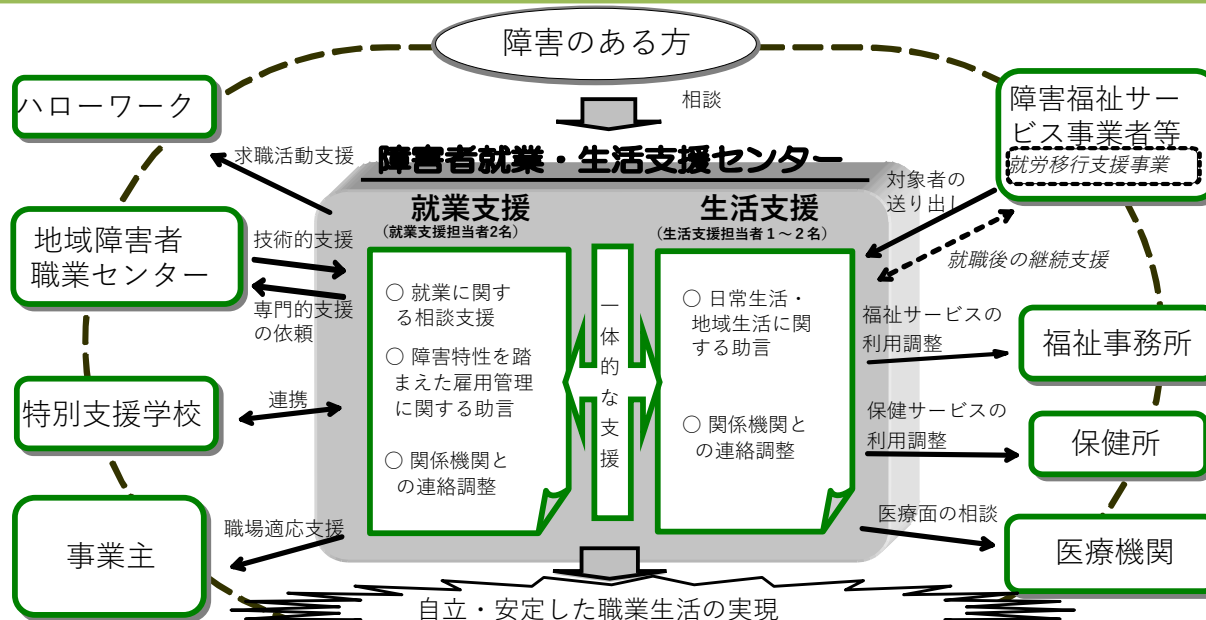 障害のある方
相談
ハローワーク
求職活動支援
地域障害者
職業センター
技術的支援
専門的支援
の依頼
特別支援学校
連携
事業主
職場適応支援
障害者就業・生活支援センター
就業支援
（就業支援担当者2名）
○ 就業に関す
る相談支援
○ 障害特性を踏
まえた雇用管理
に関する助言
○ 関係機関と
の連絡調整
一体的な支援
生活支援
（生活支援担当者１～２名）
○ 日常生活・
地域生活に関
する助言
○ 関係機関と
の連絡調整
障害福祉サー
ビス事業者等
就労移行支援事業
対象者の
送り出し
就職後の継続支援
福祉サービスの
利用調整
福祉事務所
保健サービスの
利用調整
保健所
医療面の相談
医療機関
自立・安定した職業生活の実現